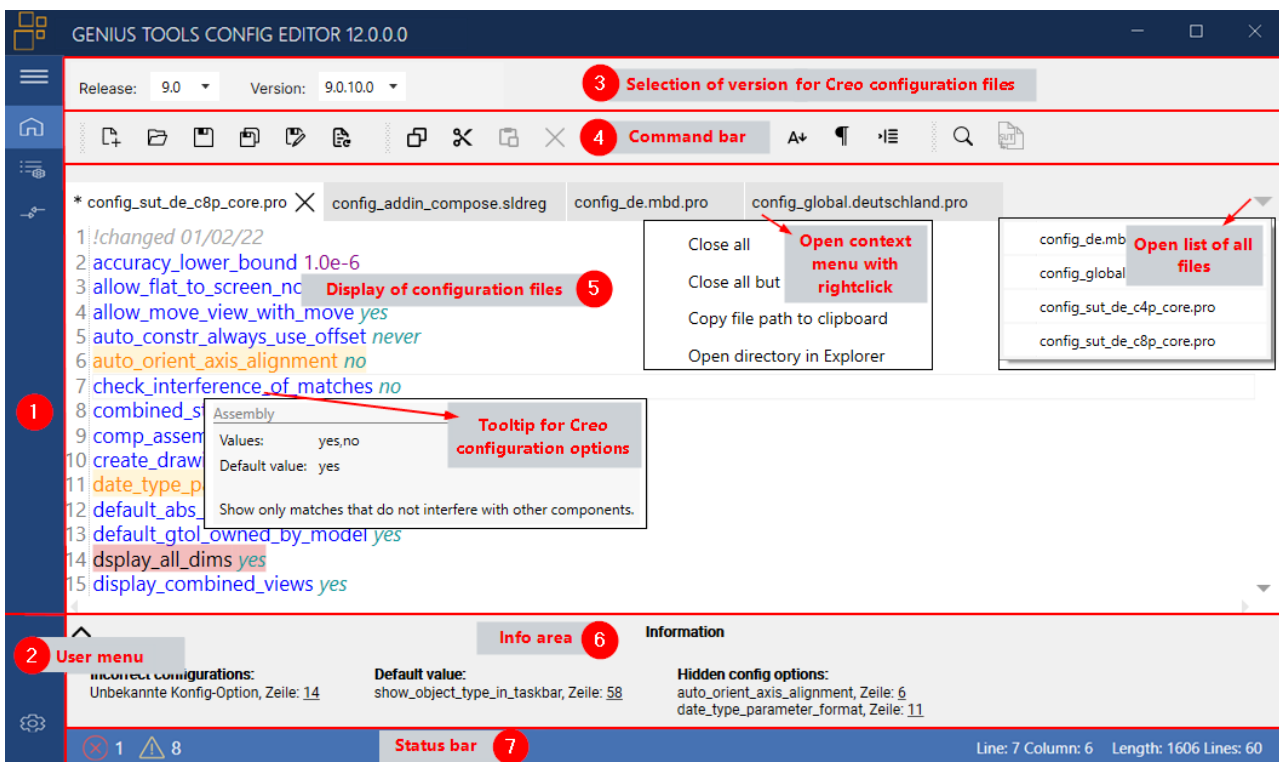 GENIUS TOOLS CONFIG EDITOR 12.0.0.0
Release: 9.0 Version: 9.0.10.0
3 Selection of version for Creo configuration files
4 Command bar
SUT
* config_sut_de_c8p_core.pro config_addin_compose.sldreg config_de.mbd.pro config_global.deutschland.pro
1 !changed 01/02/22
2 accuracy_lower_bound 1.0e-6
3 allow_flat_to_screen_nc
4 allow_move_view_with_move yes
5 auto_constr_always_use_offset never
6 auto_orient_axis_alignment no
7 check_interference_of_matches no
8 combined_st
9 comp_assem
10 create_drawi
11 date_type_p
12 default_abs_
13 default_gtol_owned_by_model yes
14 dsplay_all_dims yes
15 display_combined_views yes
Display of configuration files 5
Close all
Close all but
Copy file path to clipboard
Open directory in Explorer
Open context
menu with
rightclick
config_de.mb
config_global
config_sut_de_c4p_core.pro
config_sut_de_c8p_core.pro
Open list of all
files
Assembly
Values: yes,no
Default value: yes
Show only matches that do not interfere with other components.
Tooltip for Creo
configuration options
1
2 User menu
Info area 6
Information
Incorrect configurations:
Unbekannte Konfig-Option, Zeile: 14
Default value:
show_object_type_in_taskbar, Zeile: 58
Hidden config options:
auto_orient_axis_alignment, Zeile: 6
date_type_parameter_format, Zeile: 11
1 8
Status bar 7
Line: 7 Column: 6 Length: 1606 Lines: 60